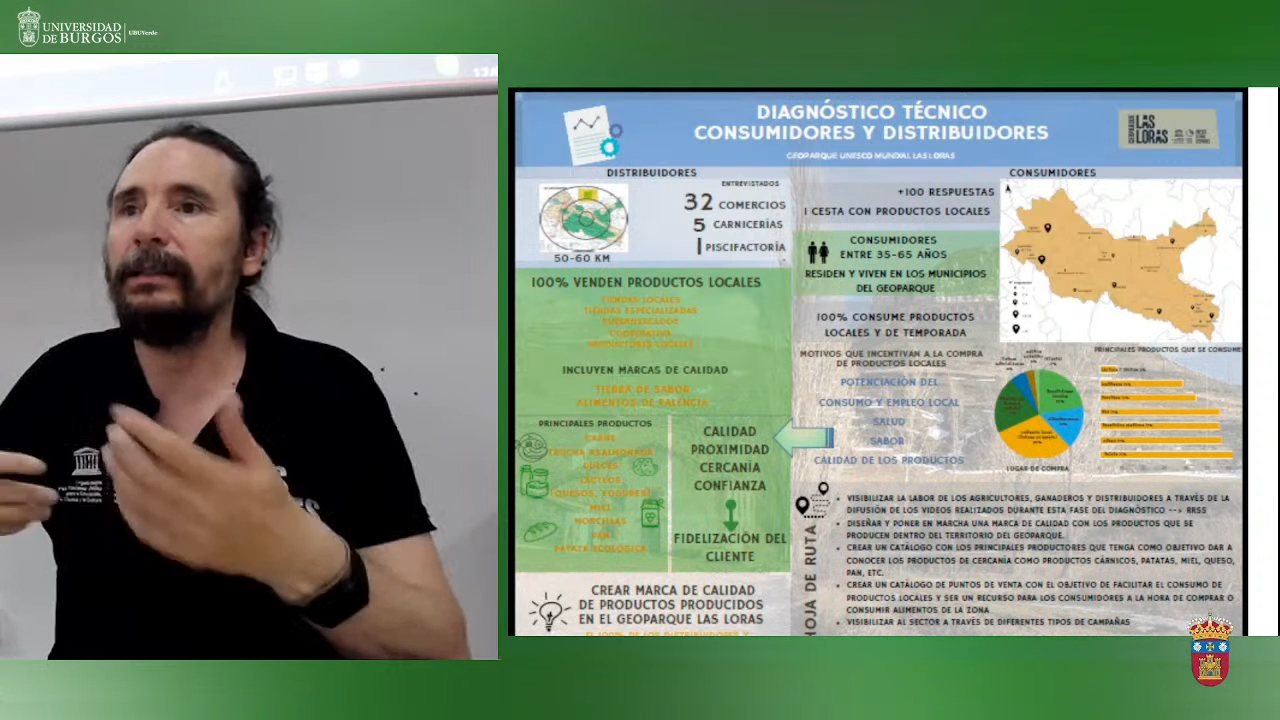 UNIVERSIDAD
DE BURGOS
UBUVerde
DIAGNÓSTICO TÉCNICO
CONSUMIDORES Y DISTRIBUIDORES
GEOPARQUE UNESCO MUNDIAL LAS LORAS
GEOPARQUE
LAS
LORAS
DISTRIBUIDORES
ENTREVISTADOS
32 COMERCIOS
5 CARNICERÍAS
1 PISCIFACTORÍA
50-60 KM
100% VENDEN PRODUCTOS LOCALES
TIENDAS LOCALES
TIENDAS ESPECIALIZADAS
SUPERMERCADOS
COOPERATIVA
PRODUCTORES LOCALES
INCLUYEN MARCAS DE CALIDAD
TIERRA DE SABOR
ALIMENTOS DE PALENCIA
PRINCIPALES PRODUCTOS
CARNE
TRUCHA
DULCES
LÁCTEOS
(QUESOS, YOGURES)
MIEL
MORCILLAS
PAN
PATATA ECOLÓGICA
CALIDAD
PROXIMIDAD
CERCANÍA
CONFIANZA
FIDELIZACIÓN DEL
CLIENTE
CREAR MARCA DE CALIDAD
DE PRODUCTOS PRODUCIDOS
EN EL GEOPARQUE LAS LORAS
EL 100% DE LOS DISTRIBUIDORES Y
CONSUMIDORES
+100 RESPUESTAS
1 CESTA CON PRODUCTOS LOCALES
CONSUMIDORES
ENTRE 35-65 AÑOS
RESIDEN Y VIVEN EN LOS MUNICIPIOS
DEL GEOPARQUE
100% CONSUME PRODUCTOS
LOCALES Y DE TEMPORADA
MOTIVOS QUE INCENTIVAN A LA COMPRA
DE PRODUCTOS LOCALES
POTENCIACIÓN DEL
CONSUMO Y EMPLEO LOCAL
SALUD
SABOR
CALIDAD DE LOS PRODUCTOS
LUGAR DE COMPRA
PRINCIPALES PRODUCTOS QUE SE CONSUME
HOJA DE RUTA
VISIBILIZAR LA LABOR DE LOS AGRICULTORES, GANADEROS Y DISTRIBUIDORES A TRAVÉS DE LA
DIFUSIÓN DE LOS VIDEOS REALIZADOS DURANTE ESTA FASE DEL DIAGNÓSTICO --> RRSS
DISEÑAR Y PONER EN MARCHA UNA MARCA DE CALIDAD CON LOS PRODUCTOS QUE SE
PRODUCEN DENTRO DEL TERRITORIO DEL GEOPARQUE.
CREAR UN CATÁLOGO CON LOS PRINCIPALES PRODUCTORES QUE TENGA COMO OBJETIVO DAR A
CONOCER LOS PRODUCTOS DE CERCANÍA COMO PRODUCTOS CÁRNICOS, PATATAS, MIEL, QUESO,
PAN, ETC.
CREAR UN CATÁLOGO DE PUNTOS DE VENTA CON EL OBJETIVO DE FACILITAR EL CONSUMO DE
PRODUCTOS LOCALES Y SER UN RECURSO PARA LOS CONSUMIDORES A LA HORA DE COMPRAR O
CONSUMIR ALIMENTOS DE LA ZONA
VISIBILIZAR AL SECTOR A TRAVÉS DE DIFERENTES TIPOS DE CAMPAÑAS